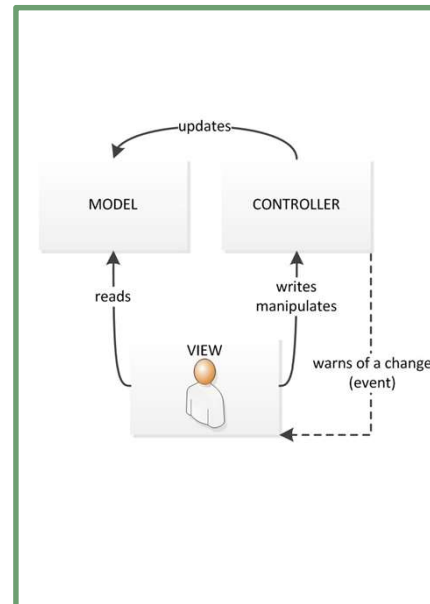 updates
MODEL
CONTROLLER
reads
writes
manipulates
VIEW
warns of a change
(event)